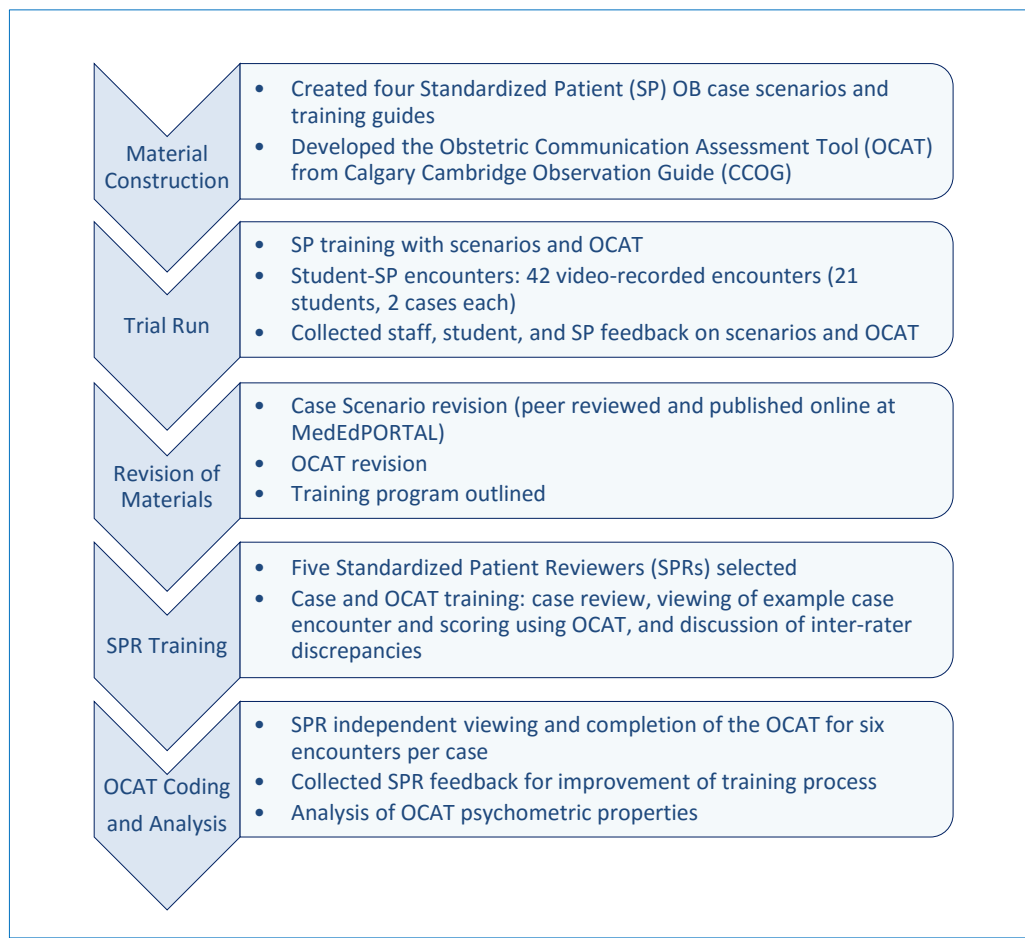 Material
Construction
• Created four Standardized Patient (SP) OB case scenarios and
training guides
• Developed the Obstetric Communication Assessment Tool (OCAT)
from Calgary Cambridge Observation Guide (CCOG)
Trial Run
• SP training with scenarios and OCAT
• Student-SP encounters: 42 video-recorded encounters (21
students, 2 cases each)
• Collected staff, student, and SP feedback on scenarios and OCAT
Revision of
Materials
• Case Scenario revision (peer reviewed and published online at
MedEdPORTAL)
• OCAT revision
• Training program outlined
SPR Training
• Five Standardized Patient Reviewers (SPRs) selected
• Case and OCAT training: case review, viewing of example case
encounter and scoring using OCAT, and discussion of inter-rater
discrepancies
OCAT Coding
and Analysis
• SPR independent viewing and completion of the OCAT for six
encounters per case
• Collected SPR feedback for improvement of training process
• Analysis of OCAT psychometric properties